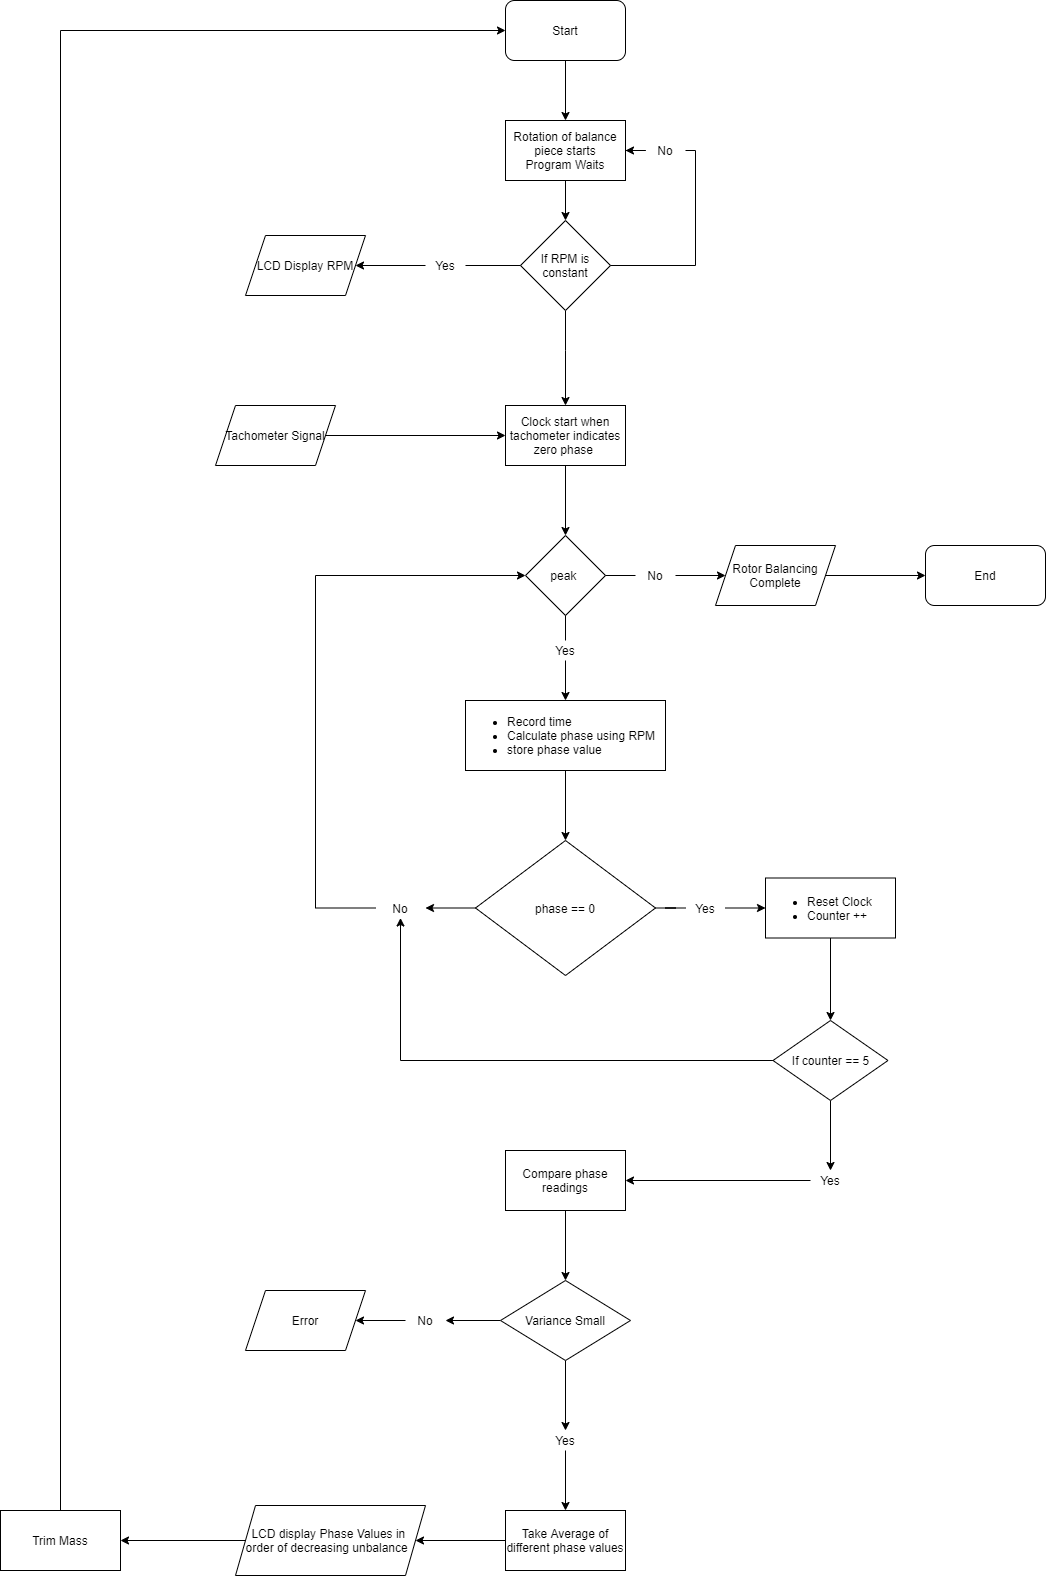 Start
Rotation of balance
piece starts
Program Waits
No
If RPM is
constant
Yes
LCD Display RPM
Tachometer Signal
Clock start when
tachometer indicates
zero phase
peak
No
Rotor Balancing
Complete
End
Yes
• Record time
• Calculate phase using RPM
• store phase value
phase == 0
No
Yes
• Reset Clock
• Counter ++
If counter == 5
Yes
Compare phase
readings
Variance Small
No
Error
Yes
Take Average of
different phase values
LCD display Phase Values in
order of decreasing unbalance
Trim Mass